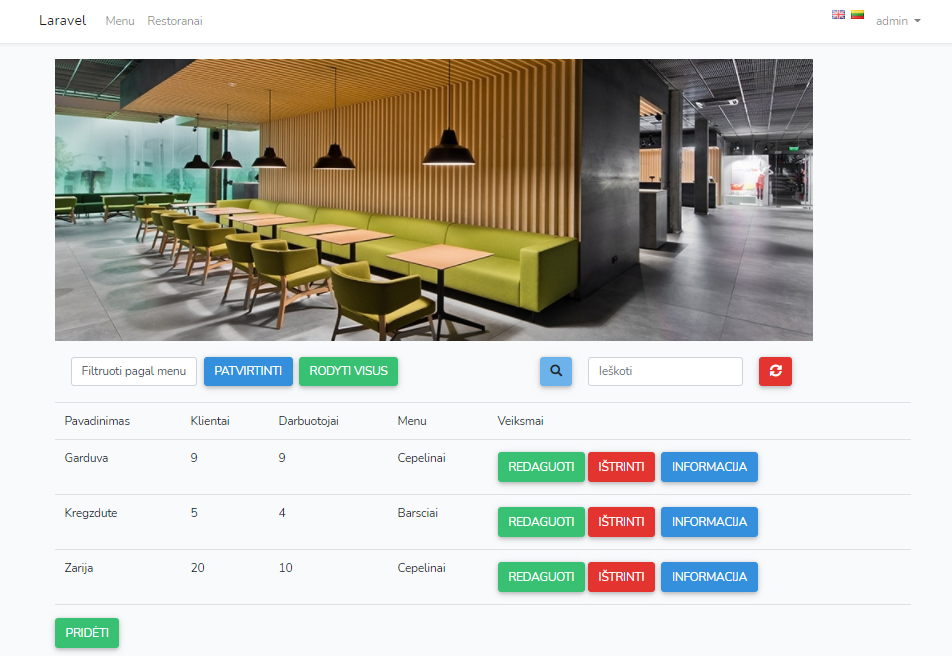 Laravel Menu Restoranai admin
Filtruoti pagal menu PATVIRTINTI RODYTI VISUS Ieškoti
Pavadinimas Klientai Darbuotojai Menu Veiksmai
Garduva 9 9 Cepelinai REDAGUOTI IŠTRINTI INFORMACIJA
Kregzdute 5 4 Barsciai REDAGUOTI IŠTRINTI INFORMACIJA
Zarija 20 10 Cepelinai REDAGUOTI IŠTRINTI INFORMACIJA
PRIDĖTI